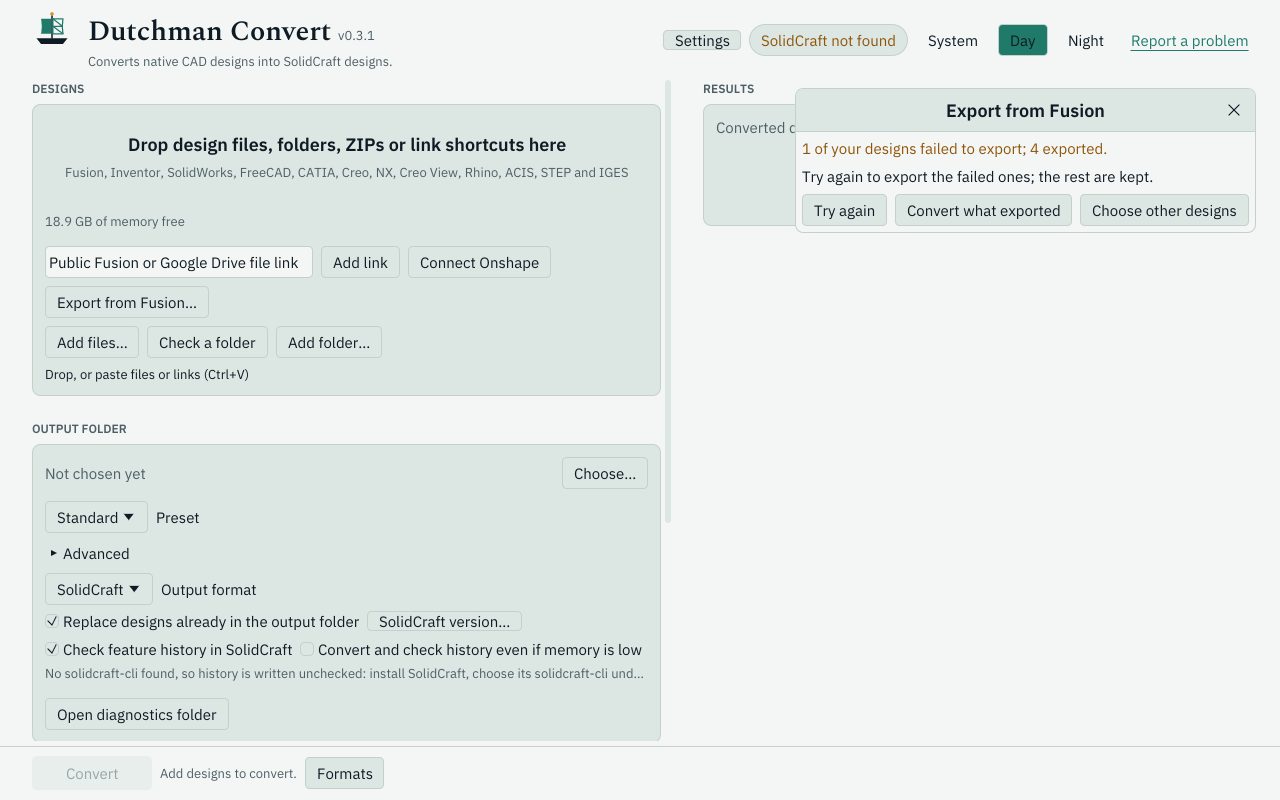 Dutchman Convert v0.3.1
Converts native CAD designs into SolidCraft designs.
Settings
SolidCraft not found
System
Day
Night
Report a problem
DESIGNS
Drop design files, folders, ZIPs or link shortcuts here
Fusion, Inventor, SolidWorks, FreeCAD, CATIA, Creo, NX, Creo View, Rhino, ACIS, STEP and IGES
18.9 GB of memory free
Public Fusion or Google Drive file link
Add link
Connect Onshape
Export from Fusion...
Add files...
Check a folder
Add folder...
Drop, or paste files or links (Ctrl+V)
OUTPUT FOLDER
Not chosen yet
Choose...
Standard
Preset
Advanced
SolidCraft
Output format
Replace designs already in the output folder
SolidCraft version...
Check feature history in SolidCraft
Convert and check history even if memory is low
No solidcraft-cli found, so history is written unchecked: install SolidCraft, choose its solidcraft-cli und...
Open diagnostics folder
RESULTS
Converted
Export from Fusion
1 of your designs failed to export; 4 exported.
Try again to export the failed ones; the rest are kept.
Try again
Convert what exported
Choose other designs
Convert
Add designs to convert.
Formats